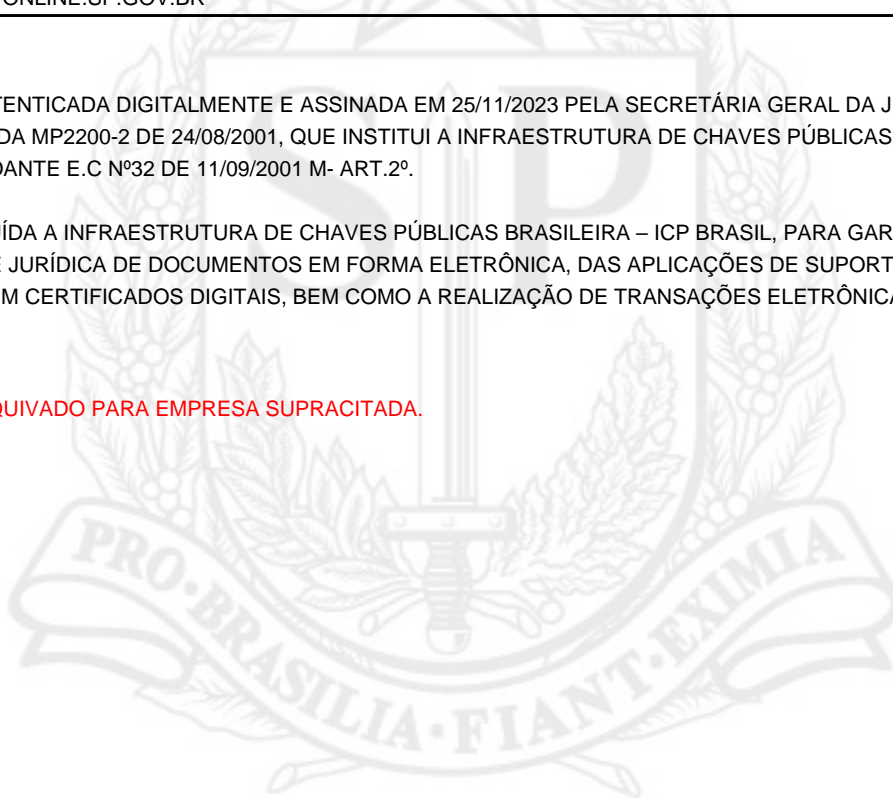 ONLINE.SP.GOV.BR
TENTICADA DIGITALMENTE E ASSINADA EM 25/11/2023 PELA SECRETÁRIA GERAL DA J
DA MP2200-2 DE 24/08/2001, QUE INSTITUI A INFRAESTRUTURA DE CHAVES PÚBLICAS
DANTE E.C Nº32 DE 11/09/2001 M- ART.2º.
ÍDA A INFRAESTRUTURA DE CHAVES PÚBLICAS BRASILEIRA – ICP BRASIL, PARA GAR
E JURÍDICA DE DOCUMENTOS EM FORMA ELETRÔNICA, DAS APLICAÇÕES DE SUPORT
M CERTIFICADOS DIGITAIS, BEM COMO A REALIZAÇÃO DE TRANSAÇÕES ELETRÔNICA
QUIVADO PARA EMPRESA SUPRACITADA.
SP
PRO·BRASILIA·FIANT·EXIMIA